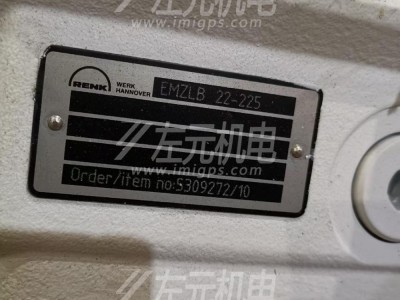 左元机电
www.imigps.com
RENK
WERK
HANNOVER
EMZLB 22-225
左元机电
www.imigps.com
Order/item no:5309272/10
左元机电